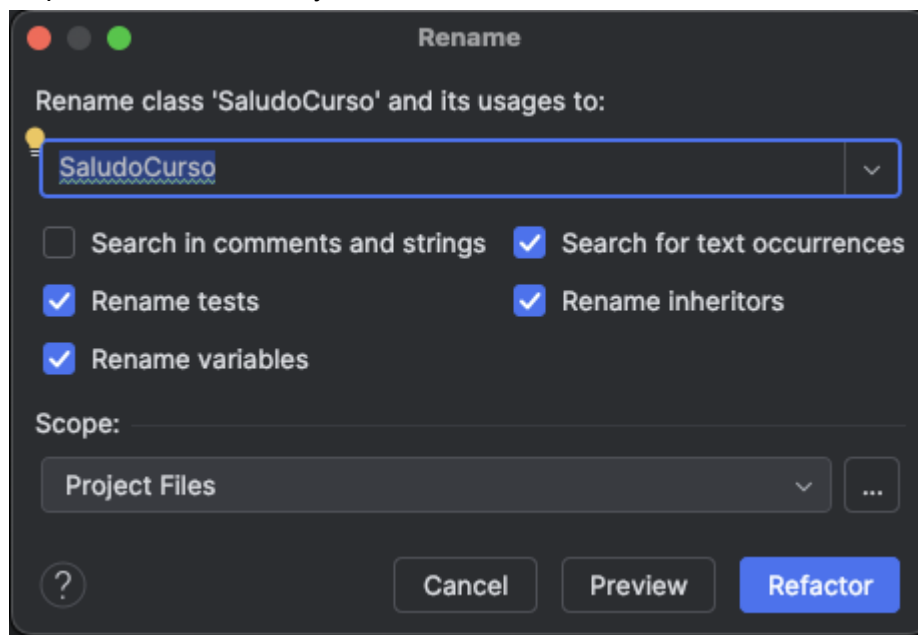 Rename
Rename class 'SaludoCurso' and its usages to:
SaludoCurso
Search in comments and strings Search for text occurrences
Rename tests Rename inheritors
Rename variables
Scope:
Project Files ...
? Cancel Preview Refactor